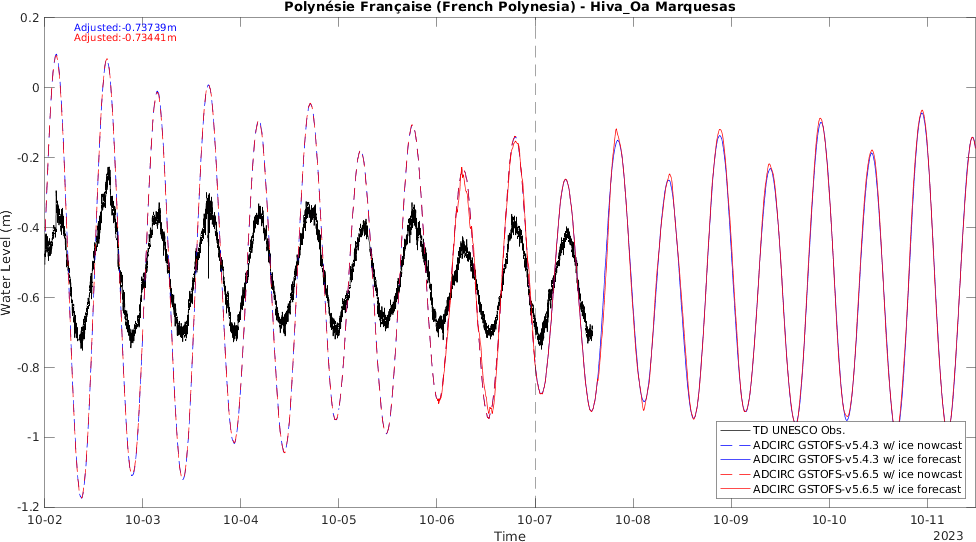 Polynésie Française (French Polynesia) - Hiva_Oa Marquesas
Adjusted:-0.73739m
Adjusted:-0.73441m
0.2
0
-0.2
-0.4
-0.6
-0.8
-1
-1.2
Water Level (m)
10-02 10-03 10-04 10-05 10-06 10-07 10-08 10-09 10-10 10-11
2023
Time
TD UNESCO Obs.
ADCIRC GSTOFS-v5.4.3 w/ ice nowcast
ADCIRC GSTOFS-v5.4.3 w/ ice forecast
ADCIRC GSTOFS-v5.6.5 w/ ice nowcast
ADCIRC GSTOFS-v5.6.5 w/ ice forecast